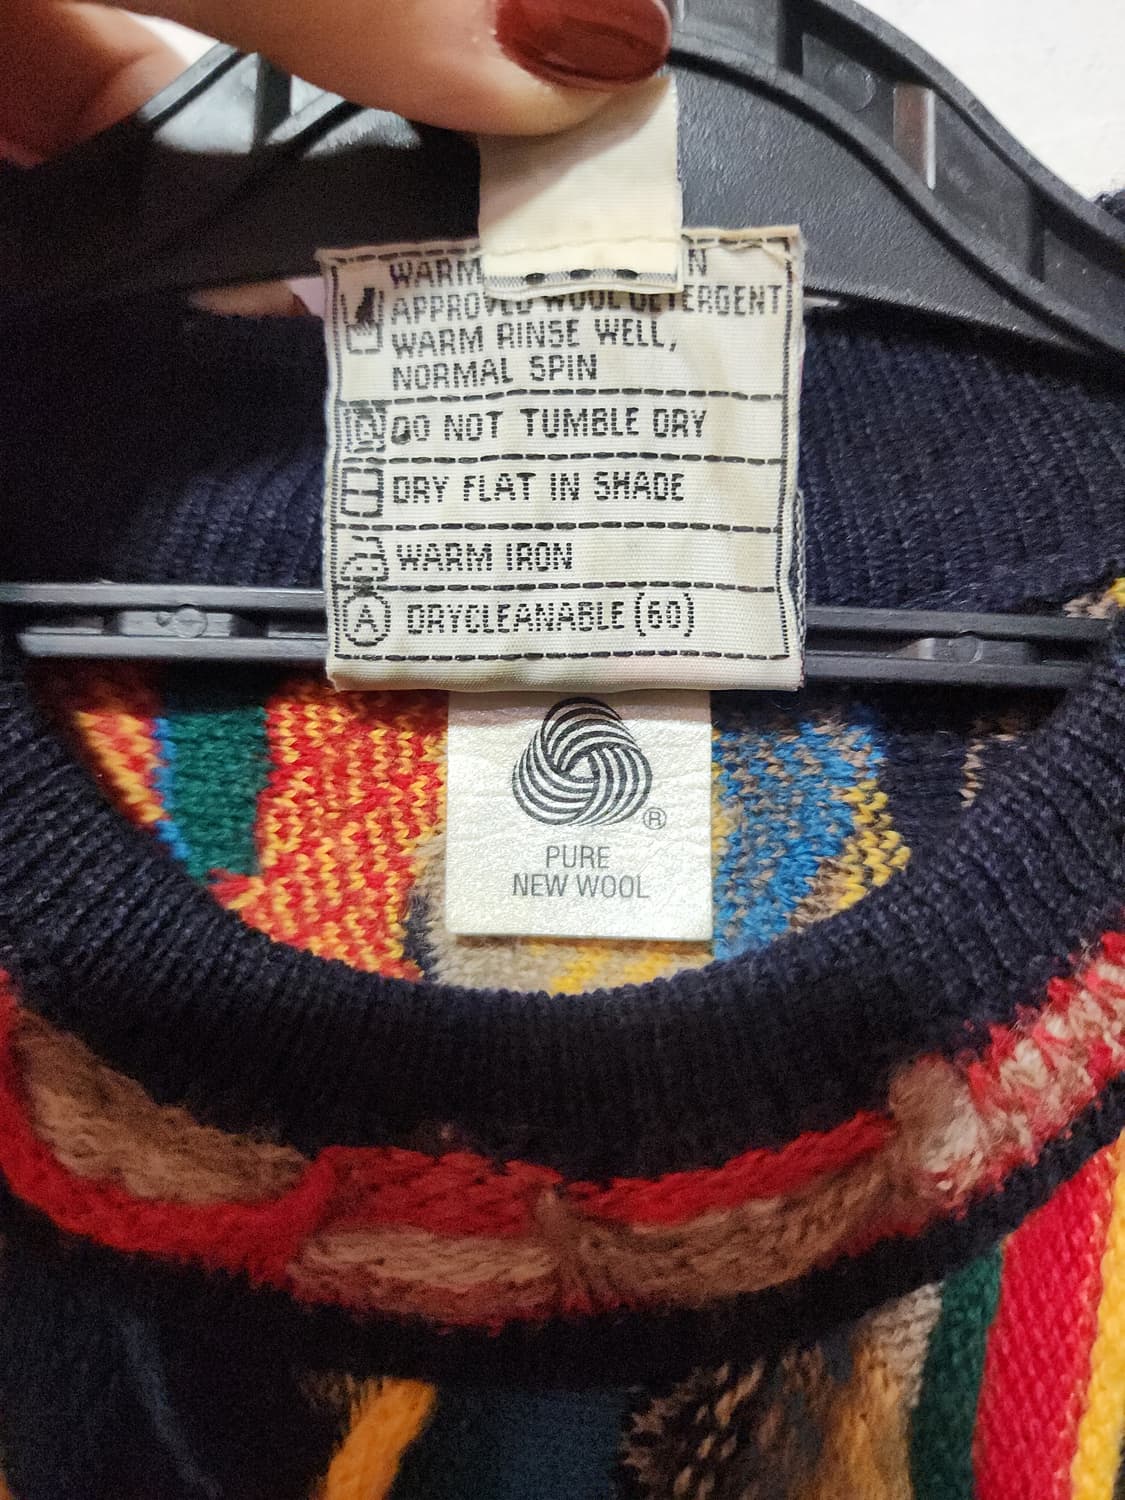 WARM
APPROVED WOOL DETERGENT
WARM RINSE WELL,
NORMAL SPIN
DO NOT TUMBLE DRY
DRY FLAT IN SHADE
WARM IRON
A DRYCLEANABLE (60)
®
PURE
NEW WOOL